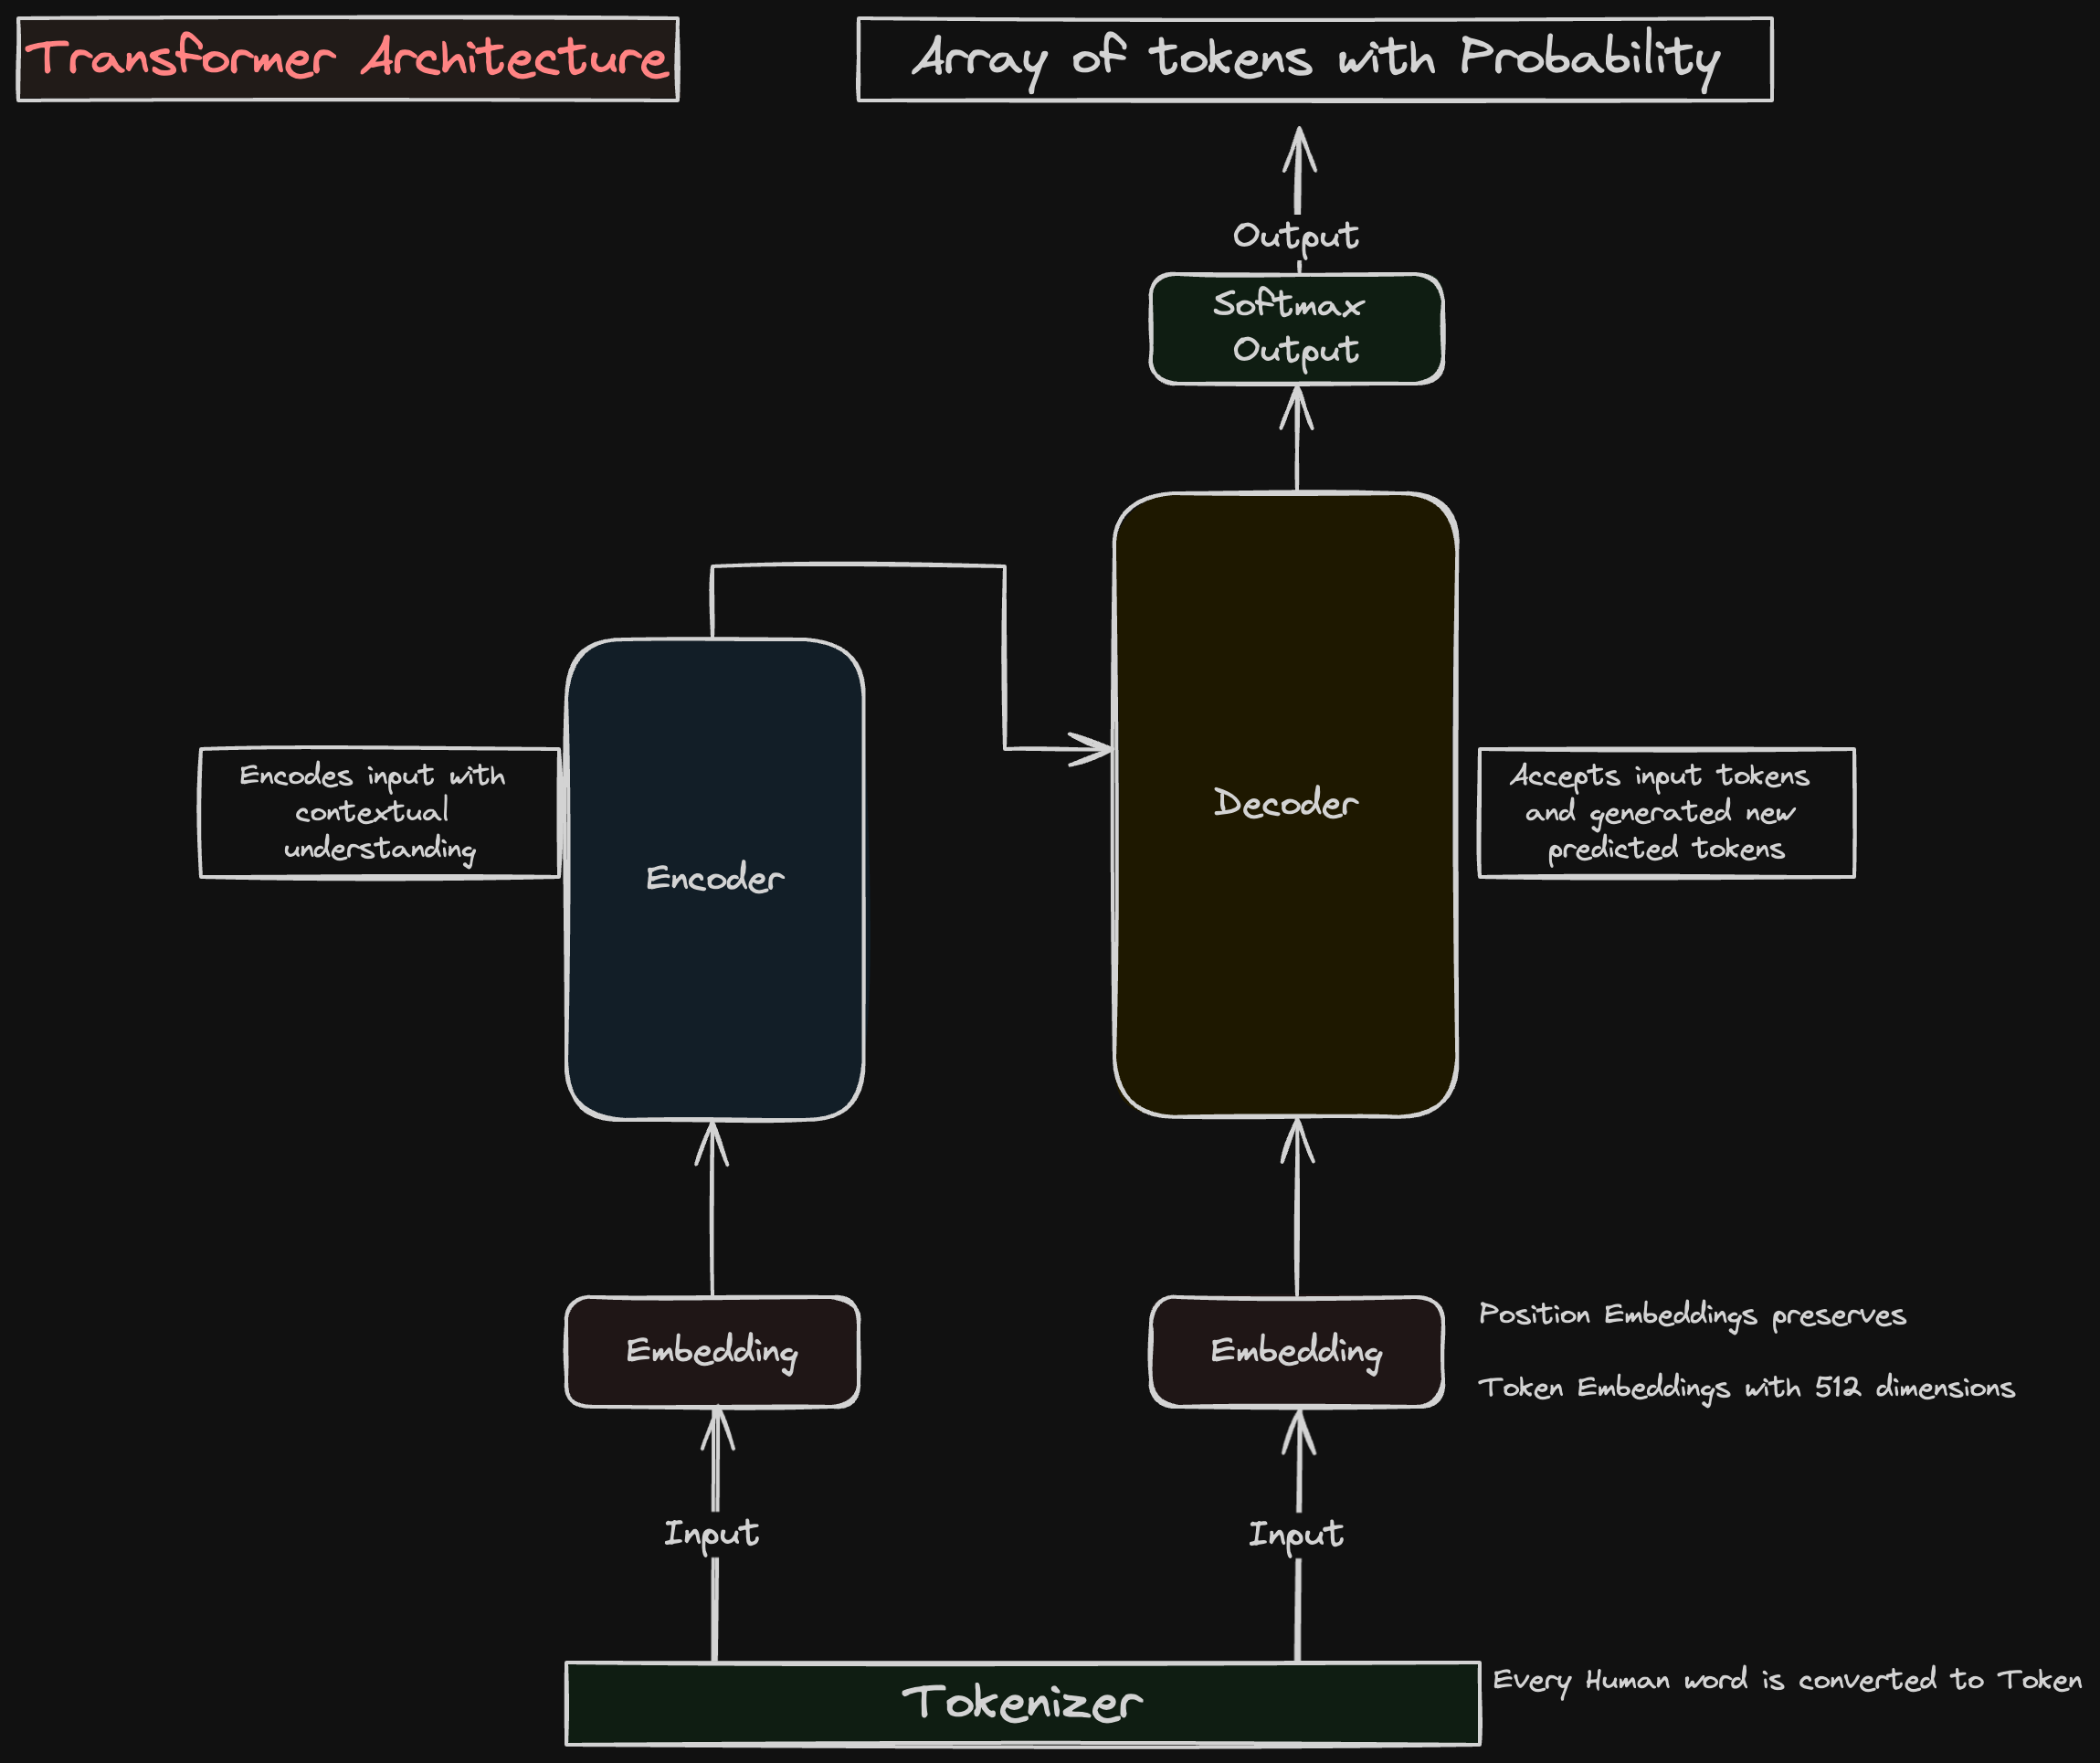 Transformer Architecture
Array of tokens with Probability
Output
Softmax
Output
Encodes input with
contextual
understanding
Encoder
Decoder
Accepts input tokens
and generated new
predicted tokens
Embedding
Embedding
Position Embeddings preserves
Token Embeddings with 512 dimensions
Input
Input
Tokenizer
Every Human word is converted to Token